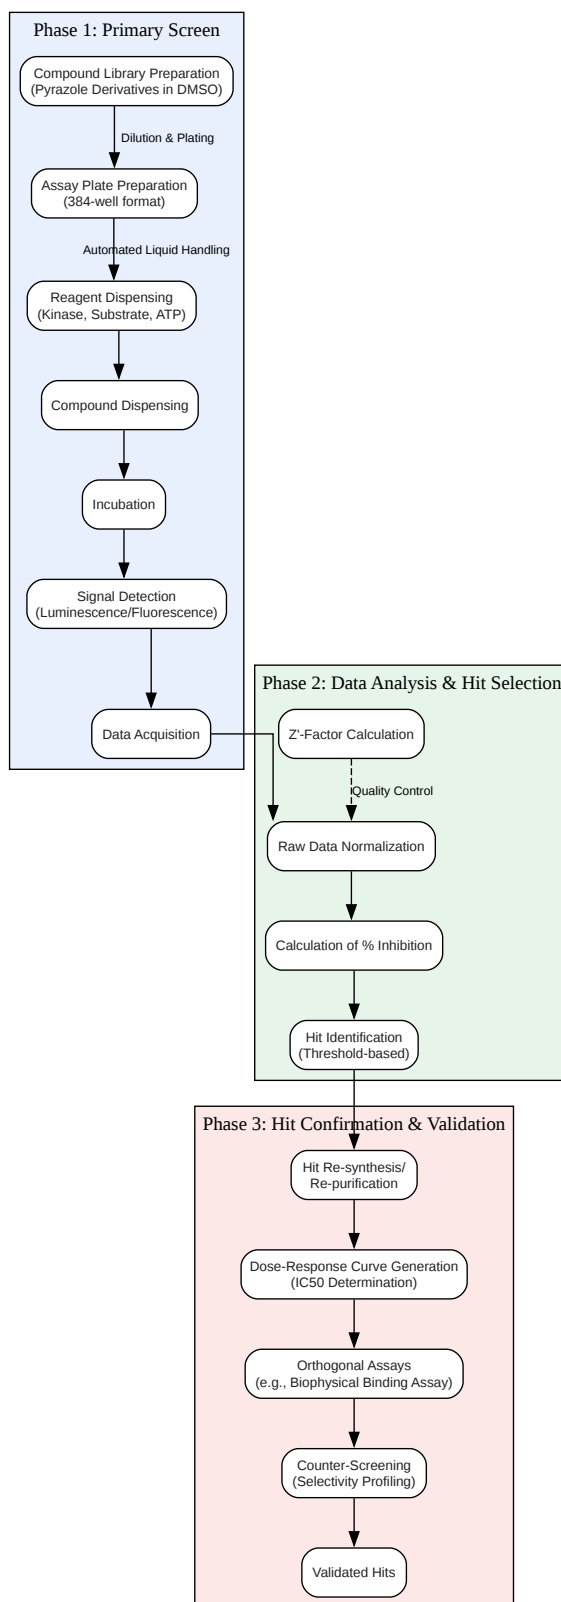 Phase 1: Primary Screen
Compound Library Preparation
(Pyrazole Derivatives in DMSO)
Dilution & Plating
Assay Plate Preparation
(384-well format)
Automated Liquid Handling
Reagent Dispensing
(Kinase, Substrate, ATP)
Compound Dispensing
Incubation
Signal Detection
(Luminescence/Fluorescence)
Data Acquisition
Phase 2: Data Analysis & Hit Selection
Z'-Factor Calculation
Quality Control
Raw Data Normalization
Calculation of % Inhibition
Hit Identification
(Threshold-based)
Phase 3: Hit Confirmation & Validation
Hit Re-synthesis/
Re-purification
Dose-Response Curve Generation
(IC50 Determination)
Orthogonal Assays
(e.g., Biophysical Binding Assay)
Counter-Screening
(Selectivity Profiling)
Validated Hits